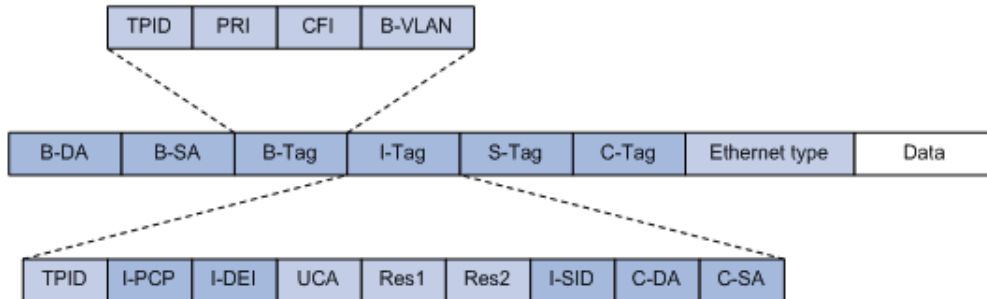 TPID PRI CFI B-VLAN
B-DA B-SA B-Tag I-Tag S-Tag C-Tag Ethernet type Data
TPID I-PCP I-DEI UCA Res1 Res2 I-SID C-DA C-SA